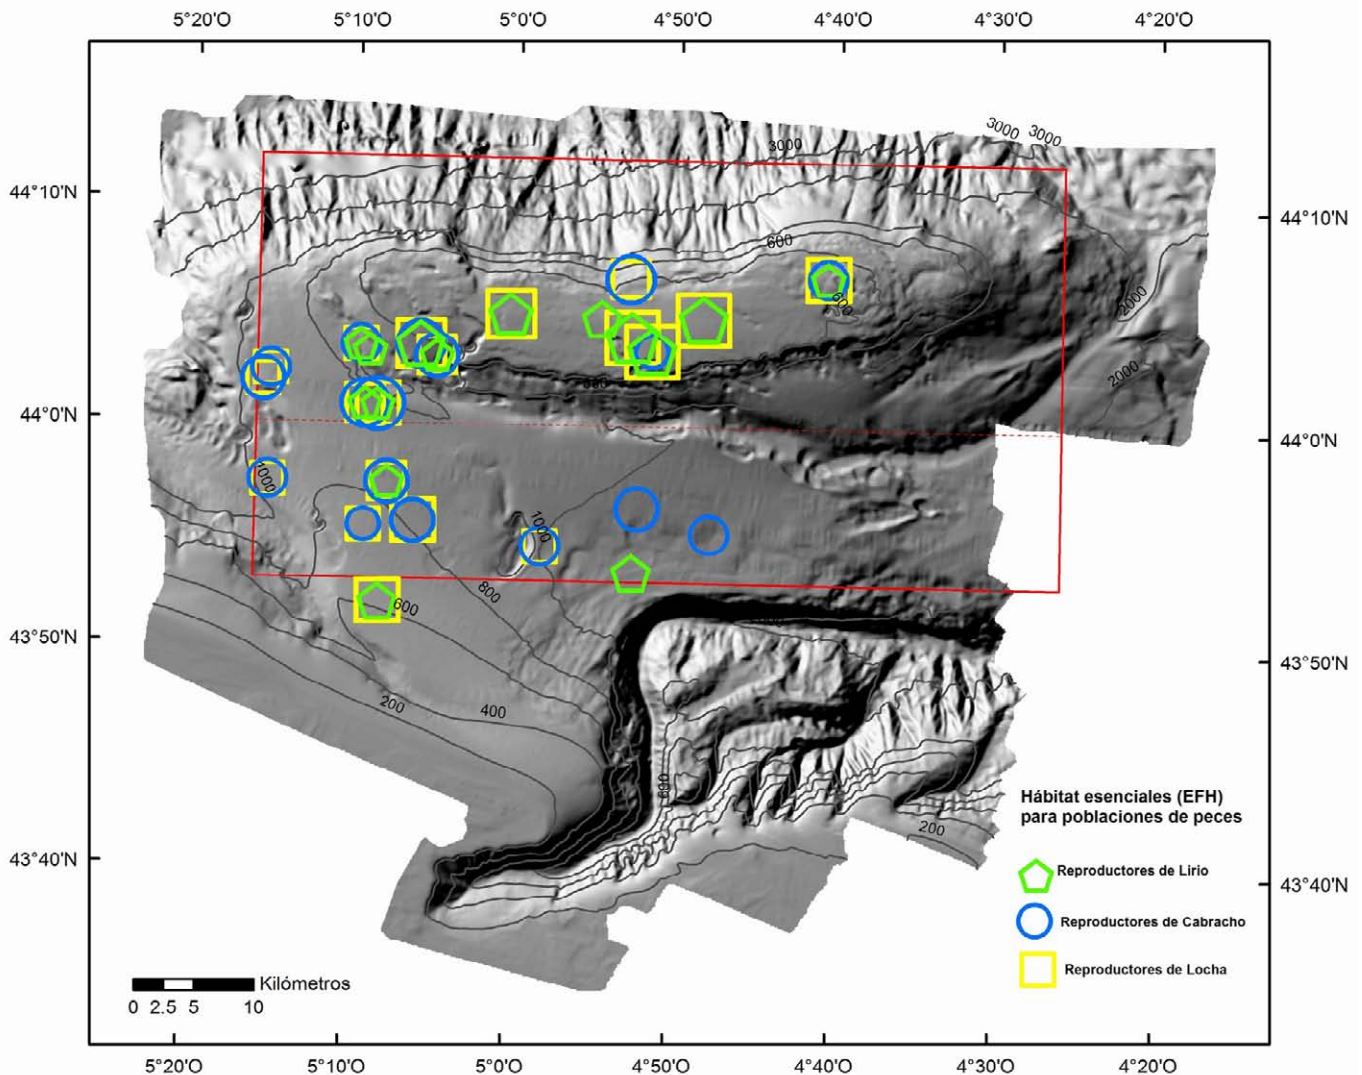 5°20'O 5°10'O 5°0'O 4°50'O 4°40'O 4°30'O 4°20'O
3000 3000
3000
44°10'N
44°10'N
600
600
2000
2000
44°0'N
44°0'N
1000
1000
800
600
43°50'N
43°50'N
200
400
600
Hábitat esenciales (EFH)
para poblaciones de peces
200
43°40'N
43°40'N
Reproductores de Lirio
Reproductores de Cabracho
Reproductores de Locha
Kilómetros
0 2.5 5 10
5°20'O 5°10'O 5°0'O 4°50'O 4°40'O 4°30'O 4°20'O